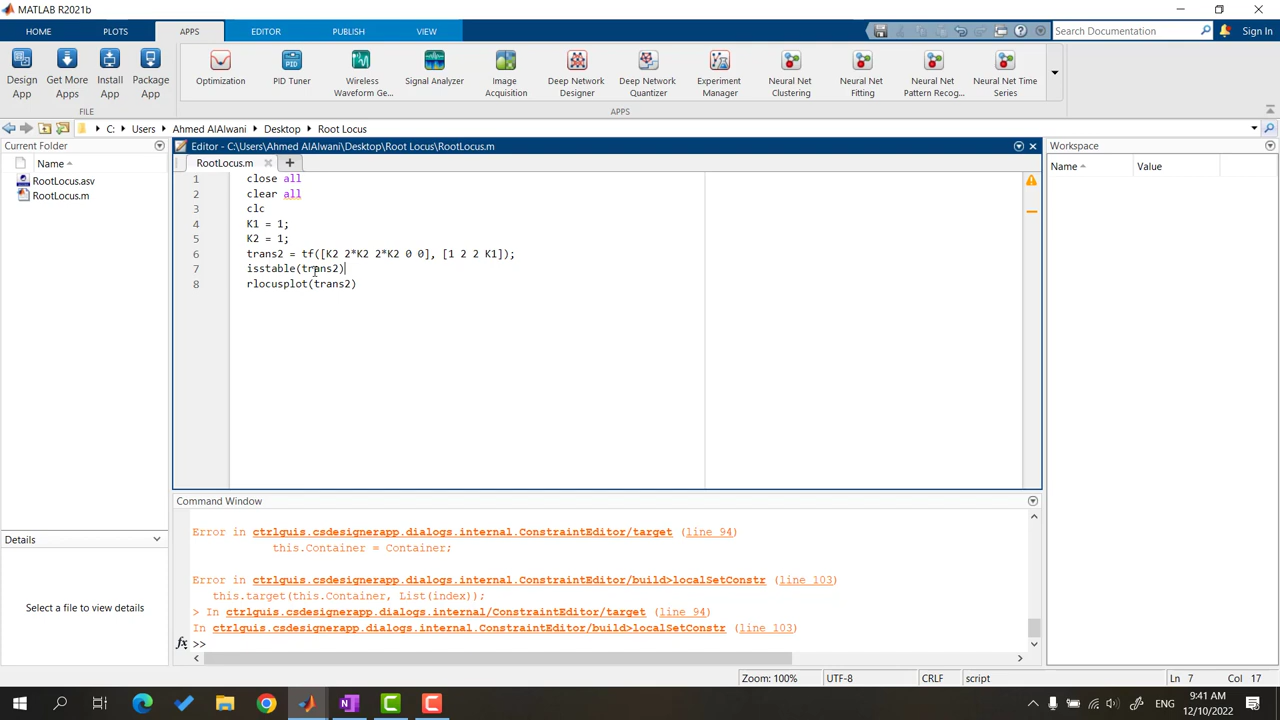 MATLAB R2021b
HOME PLOTS APPS EDITOR PUBLISH VIEW
Search Documentation
Sign In
Design App
Get More Apps
Install App
Package App
Optimization
PID Tuner
Wireless Waveform Ge...
Signal Analyzer
Image Acquisition
Deep Network Designer
Deep Network Quantizer
Experiment Manager
Neural Net Clustering
Neural Net Fitting
Neural Net Pattern Recog...
Neural Net Time Series
FILE
APPS
C: Users Ahmed AlAlwani Desktop Root Locus
Current Folder
Name
RootLocus.asv
RootLocus.m
Editor - C:\Users\Ahmed AlAlwani\Desktop\Root Locus\RootLocus.m
RootLocus.m
1 close all
2 clear all
3 clc
4 K1 = 1;
5 K2 = 1;
6 trans2 = tf([K2 2*K2 2*K2 0 0], [1 2 2 K1]);
7 isstable(trans2)
8 rlocusplot(trans2)
Workspace
Name Value
Details
Select a file to view details
Command Window
Error in ctrlguis.csdesignerapp.dialogs.internal.ConstraintEditor/target (line 94)
this.Container = Container;
Error in ctrlguis.csdesignerapp.dialogs.internal.ConstraintEditor/build>localSetConstr (line 103)
this.target(this.Container, List(index));
> In ctrlguis.csdesignerapp.dialogs.internal/ConstraintEditor/target (line 94)
In ctrlguis.csdesignerapp.dialogs.internal.ConstraintEditor/build>localSetConstr (line 103)
fx >>
Zoom: 100% UTF-8 CRLF script Ln 7 Col 17
ENG
9:41 AM
12/10/2022